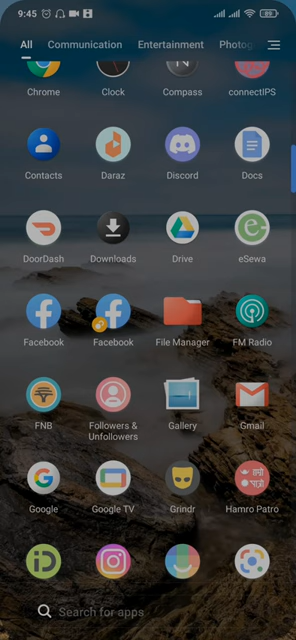 9:45
89
All Communication Entertainment Photog
Chrome Clock Compass connectIPS
Contacts Daraz Discord Docs
DoorDash Downloads Drive eSewa
Facebook Facebook File Manager FM Radio
FNB Followers & Unfollowers Gallery Gmail
Google Google TV Grindr Hamro Patro
Search for apps